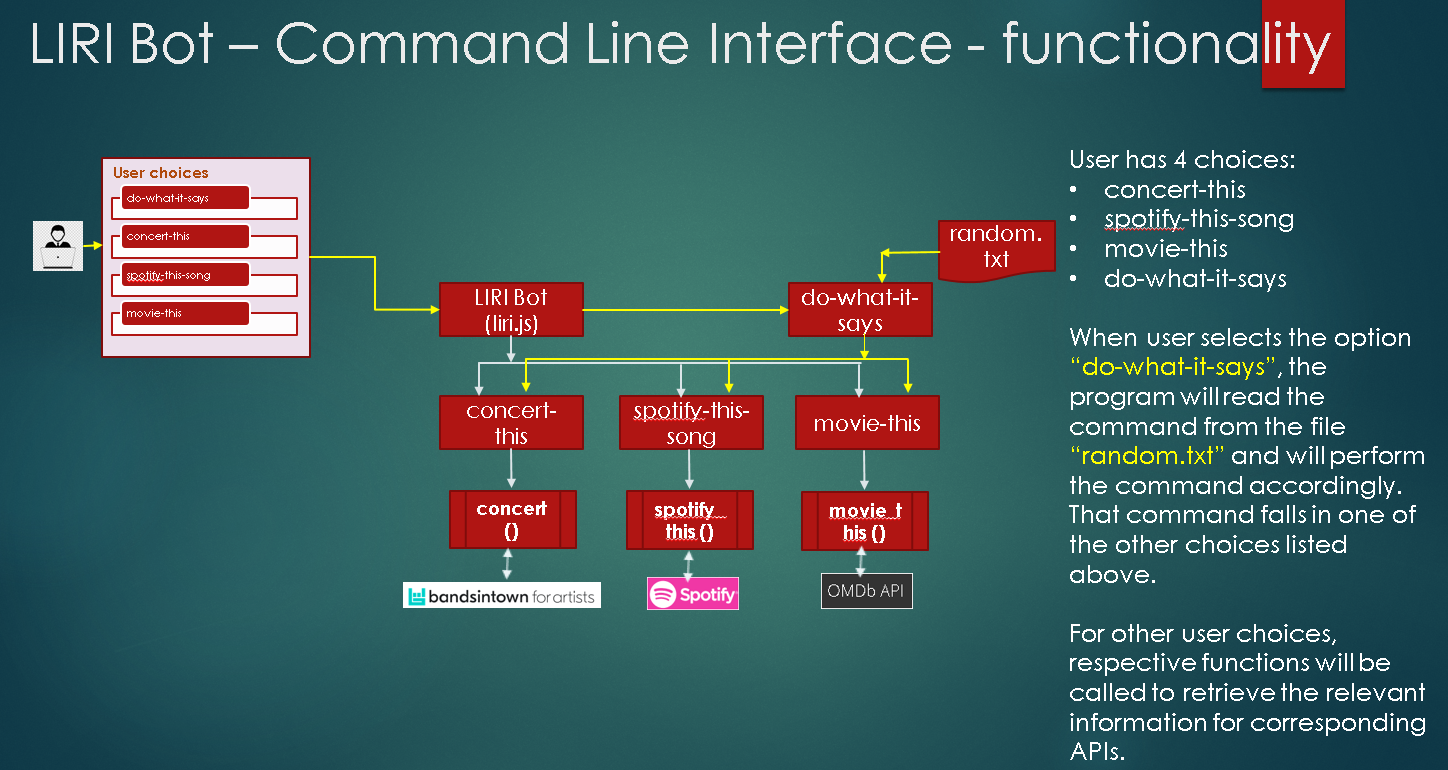 LIRI Bot – Command Line Interface - functionality
User choices
do-what-it-says
concert-this
spotify-this-song
movie-this
LIRI Bot
(liri.js)
do-what-it-
says
random.
txt
concert-
this
spotify-this-
song
movie-this
concert
()
spotify_
this ()
movie_t
his ()
bandsintown for artists
Spotify
OMDb API
User has 4 choices:
• concert-this
• spotify-this-song
• movie-this
• do-what-it-says
When user selects the option
“do-what-it-says”, the
program will read the
command from the file
“random.txt” and will perform
the command accordingly.
That command falls in one of
the other choices listed
above.
For other user choices,
respective functions will be
called to retrieve the relevant
information for corresponding
APIs.